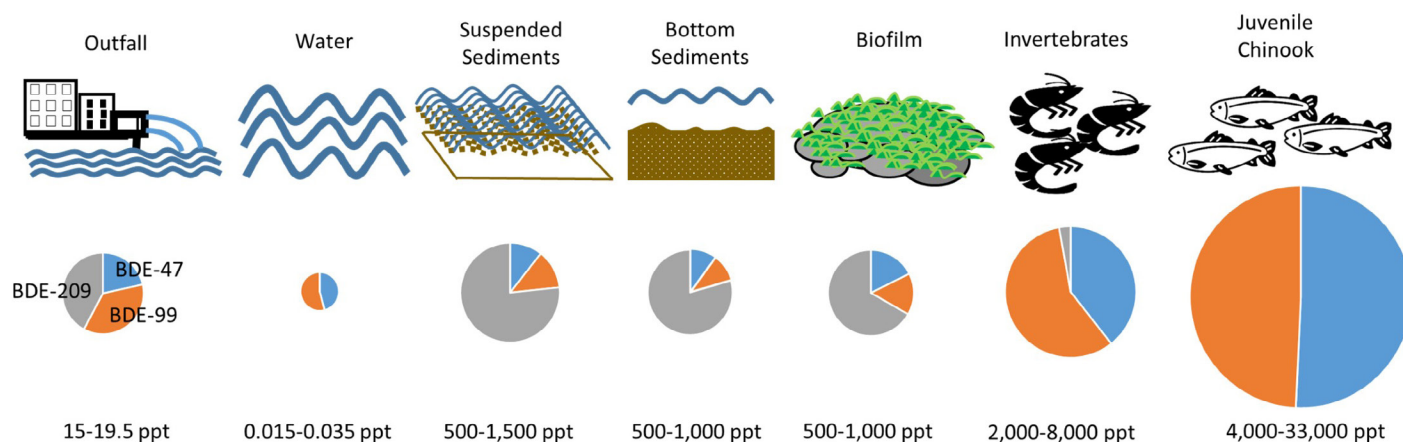 Outfall
Water
Suspended
Sediments
Bottom
Sediments
Biofilm
Invertebrates
Juvenile
Chinook
BDE-47
BDE-209
BDE-99
15-19.5 ppt
0.015-0.035 ppt
500-1,500 ppt
500-1,000 ppt
500-1,000 ppt
2,000-8,000 ppt
4,000-33,000 ppt